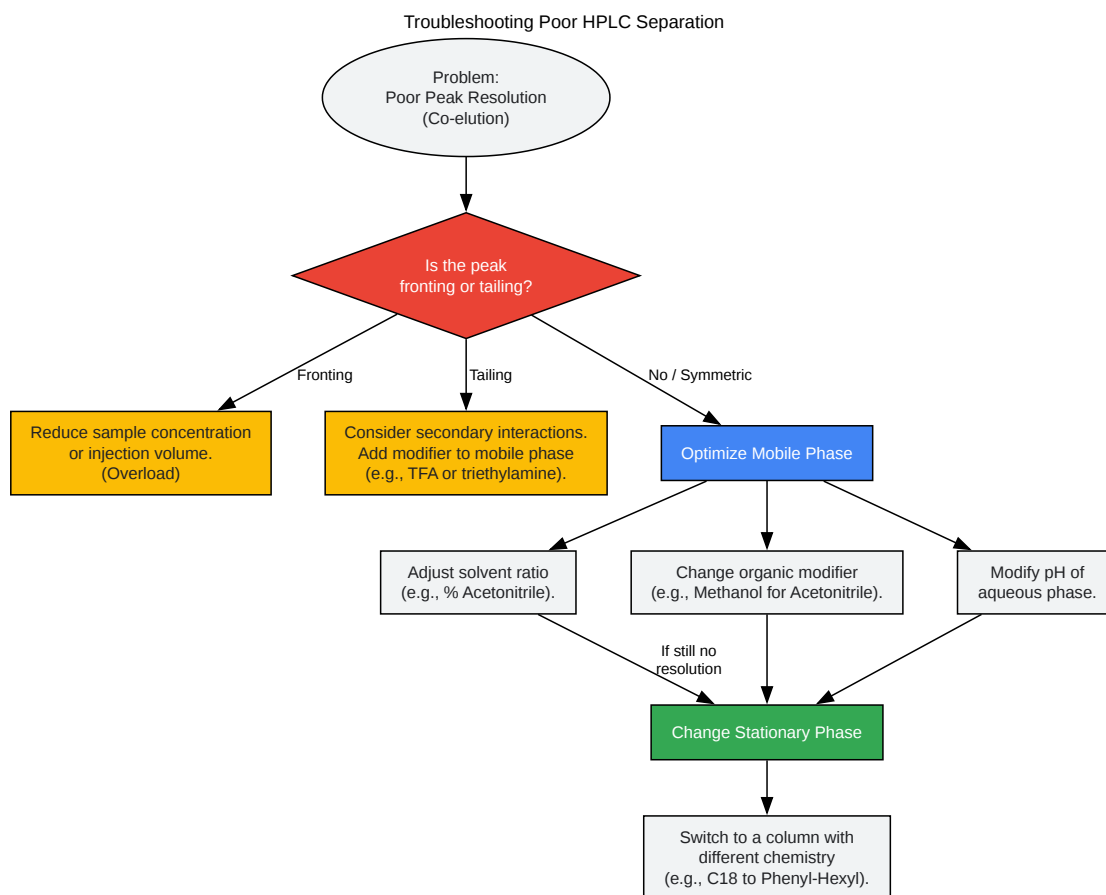 Troubleshooting Poor HPLC Separation
Problem:
Poor Peak Resolution
(Co-elution)
Is the peak
fronting or tailing?
Fronting
Tailing
No / Symmetric
Reduce sample concentration
or injection volume.
(Overload)
Consider secondary interactions.
Add modifier to mobile phase
(e.g., TFA or triethylamine).
Optimize Mobile Phase
Adjust solvent ratio
(e.g., % Acetonitrile).
Change organic modifier
(e.g., Methanol for Acetonitrile).
Modify pH of
aqueous phase.
If still no
resolution
Change Stationary Phase
Switch to a column with
different chemistry
(e.g., C18 to Phenyl-Hexyl).